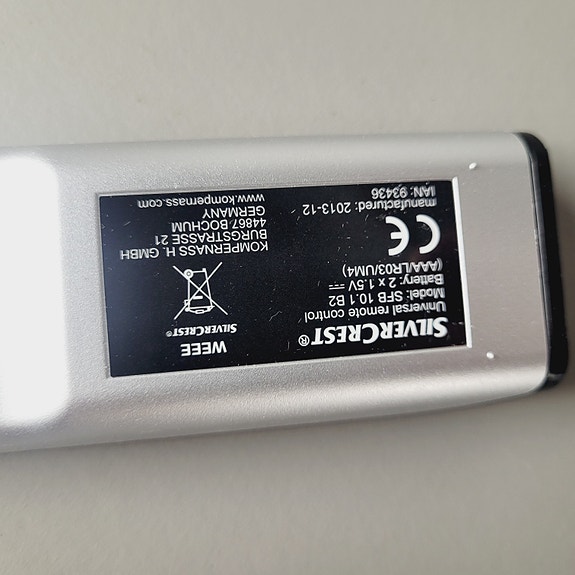 SILVERCREST®
Universal remote control
Model: SFB 10.1 B2
Battery: 2 x 1.5V ⎓
(AAA/LR03/UM4)
CE
manufactured: 2013-12
IAN: 93436
WEEE
SILVERCREST®
KOMPERNASS H. GMBH
BURGSTRASSE 21
44867 BOCHUM
GERMANY
www.kompernass.com